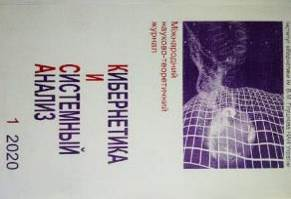 Міжнародний
науково-теоретичний
журнал
КИБЕРНЕТИКА
И
СИСТЕМНЫЙ
АНАЛИЗ
1 2020